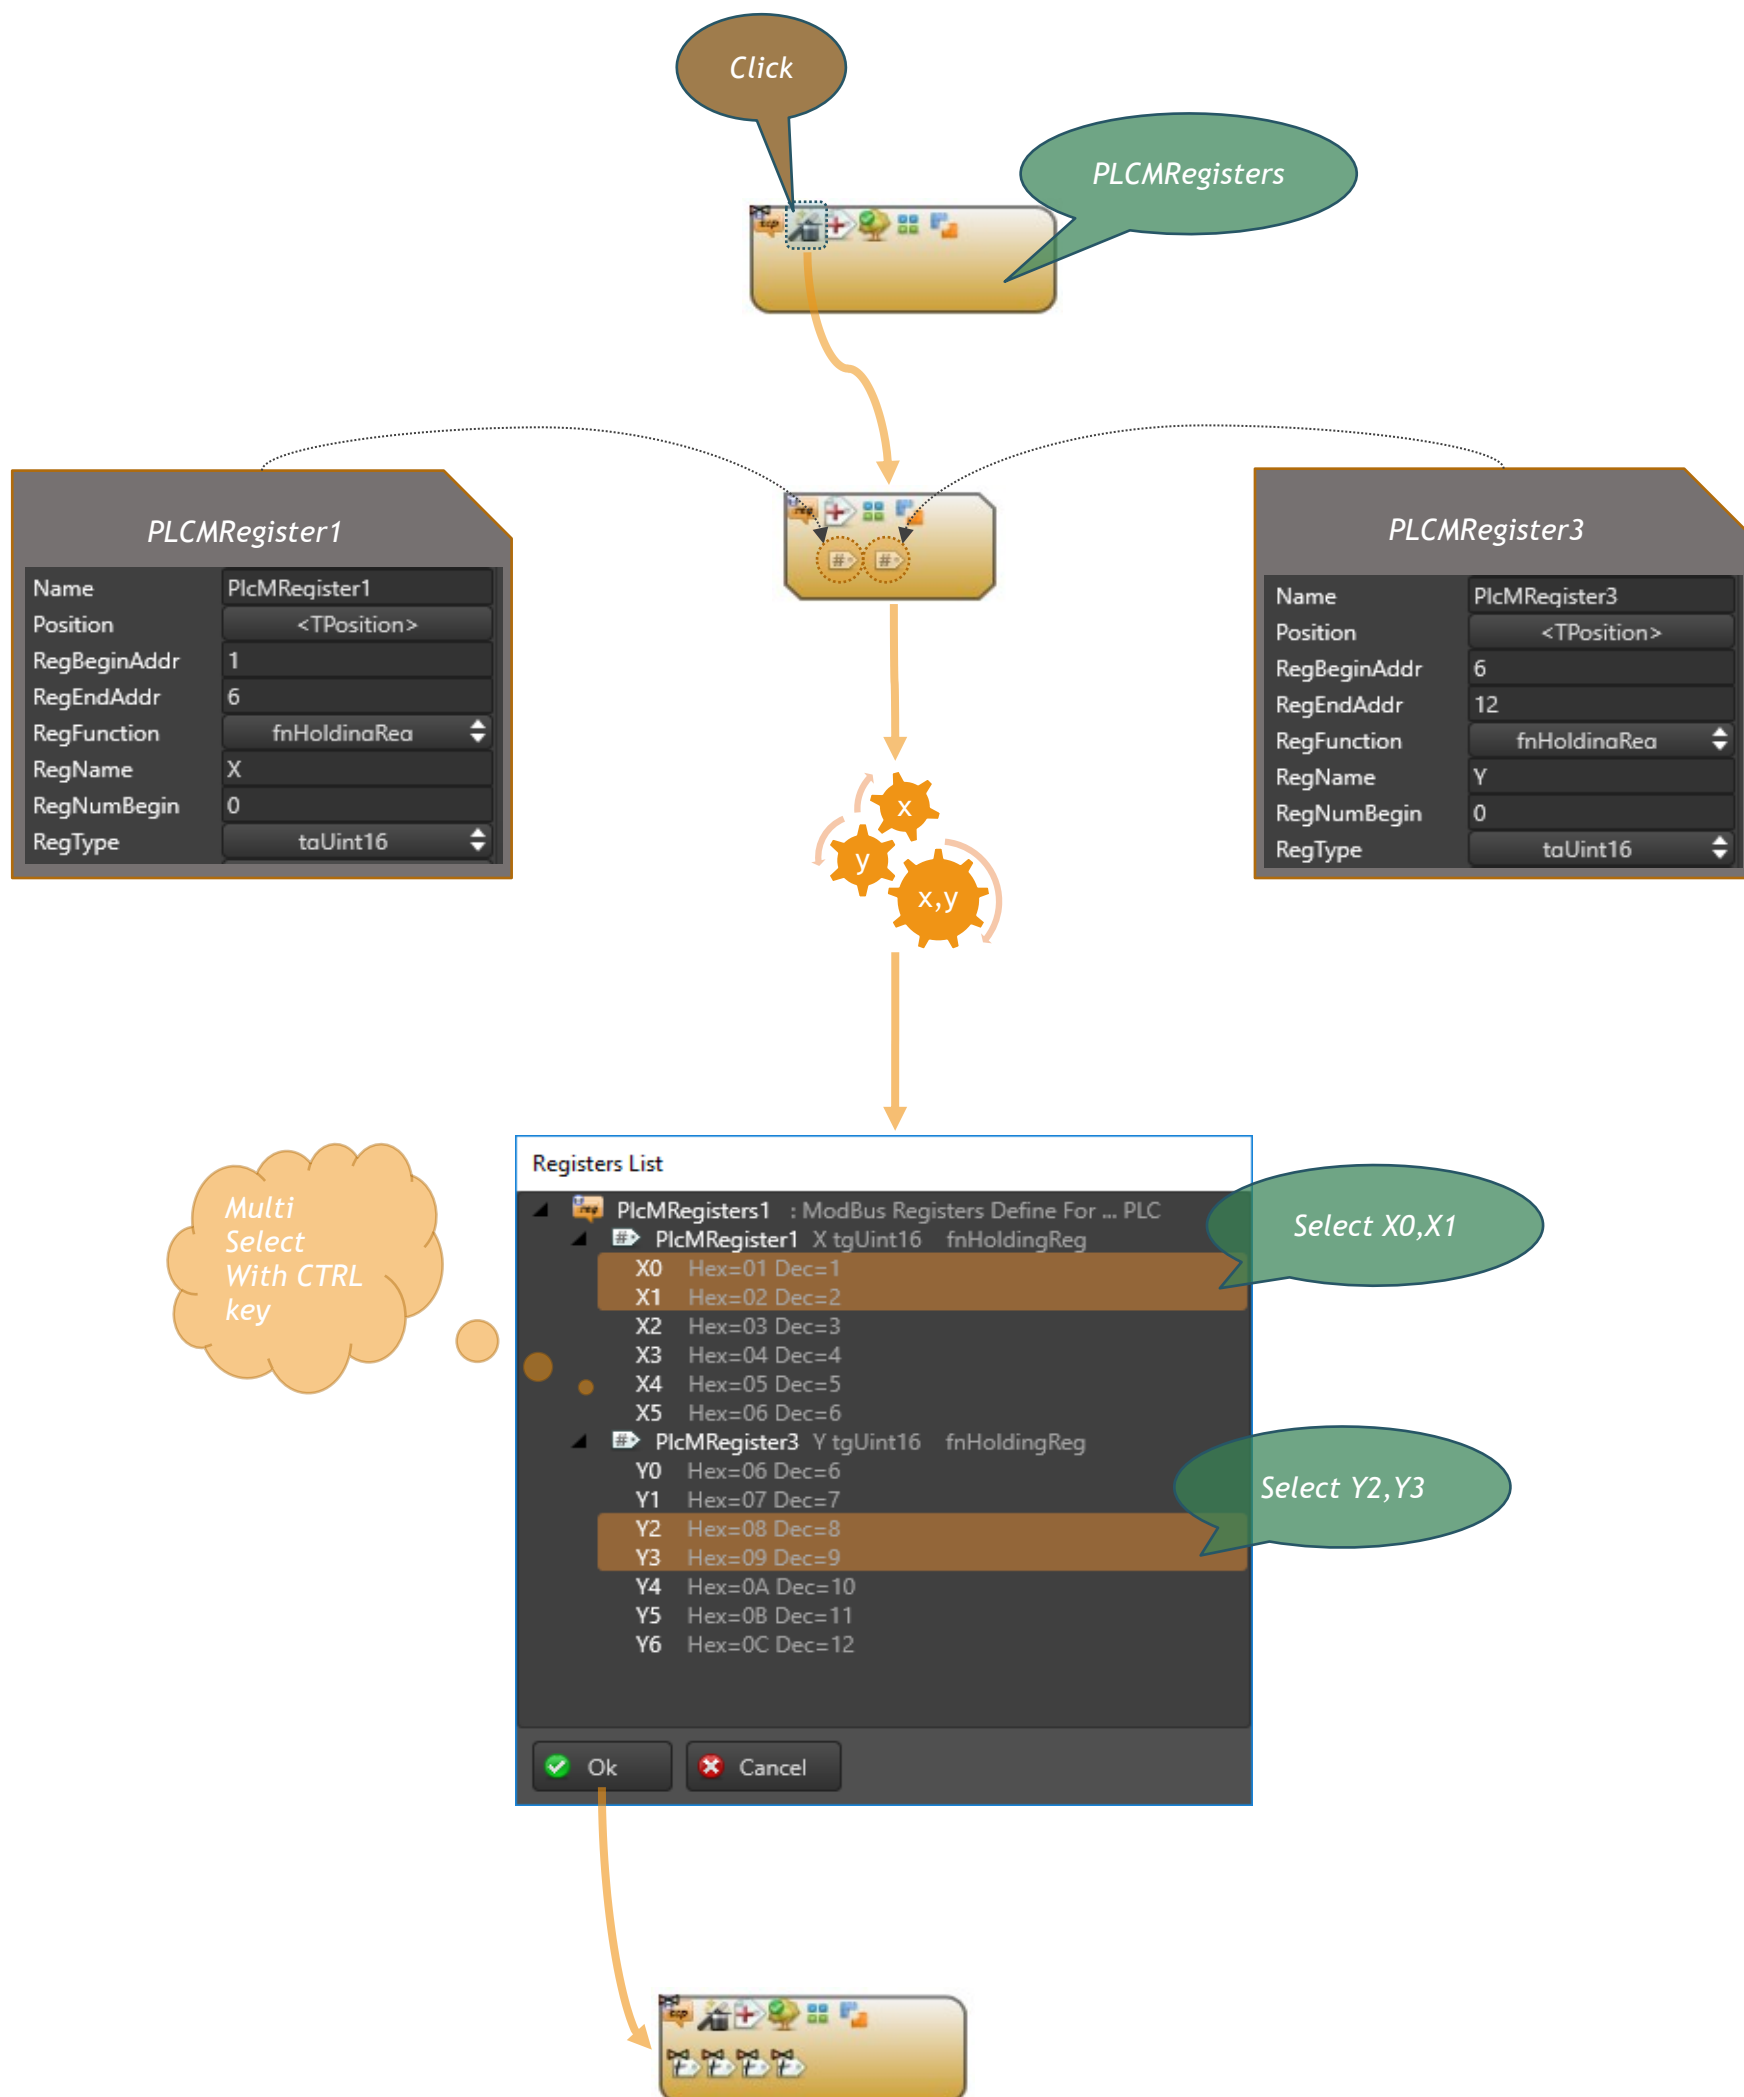 Click
PLCMRegisters
tcp
reg
PLCMRegister1
Name PlcMRegister1
Position <TPosition>
RegBeginAddr 1
RegEndAddr 6
RegFunction fnHoldingReg
RegName X
RegNumBegin 0
RegType tgUint16
PLCMRegister3
Name PlcMRegister3
Position <TPosition>
RegBeginAddr 6
RegEndAddr 12
RegFunction fnHoldingReg
RegName Y
RegNumBegin 0
RegType tgUint16
x
y
x,y
Multi
Select
With CTRL
key
Registers List
reg PlcMRegisters1 : ModBus Registers Define For ... PLC
# PlcMRegister1 X tgUint16 fnHoldingReg
X0 Hex=01 Dec=1
X1 Hex=02 Dec=2
X2 Hex=03 Dec=3
X3 Hex=04 Dec=4
X4 Hex=05 Dec=5
X5 Hex=06 Dec=6
# PlcMRegister3 Y tgUint16 fnHoldingReg
Y0 Hex=06 Dec=6
Y1 Hex=07 Dec=7
Y2 Hex=08 Dec=8
Y3 Hex=09 Dec=9
Y4 Hex=0A Dec=10
Y5 Hex=0B Dec=11
Y6 Hex=0C Dec=12
Select X0,X1
Select Y2,Y3
Ok Cancel
tcp